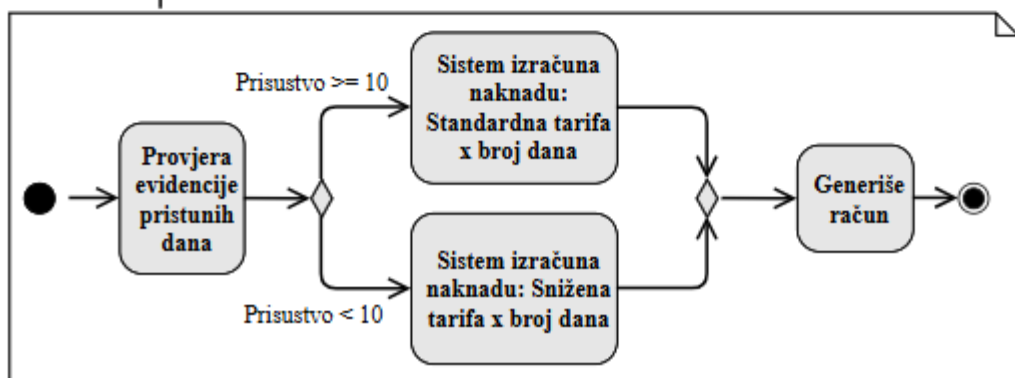 Provjera
evidencije
pristunih
dana
Prisustvo >= 10
Sistem izračuna
naknadu:
Standardna tarifa
x broj dana
Prisustvo < 10
Sistem izračuna
naknadu: Snižena
tarifa x broj dana
Generiše
račun